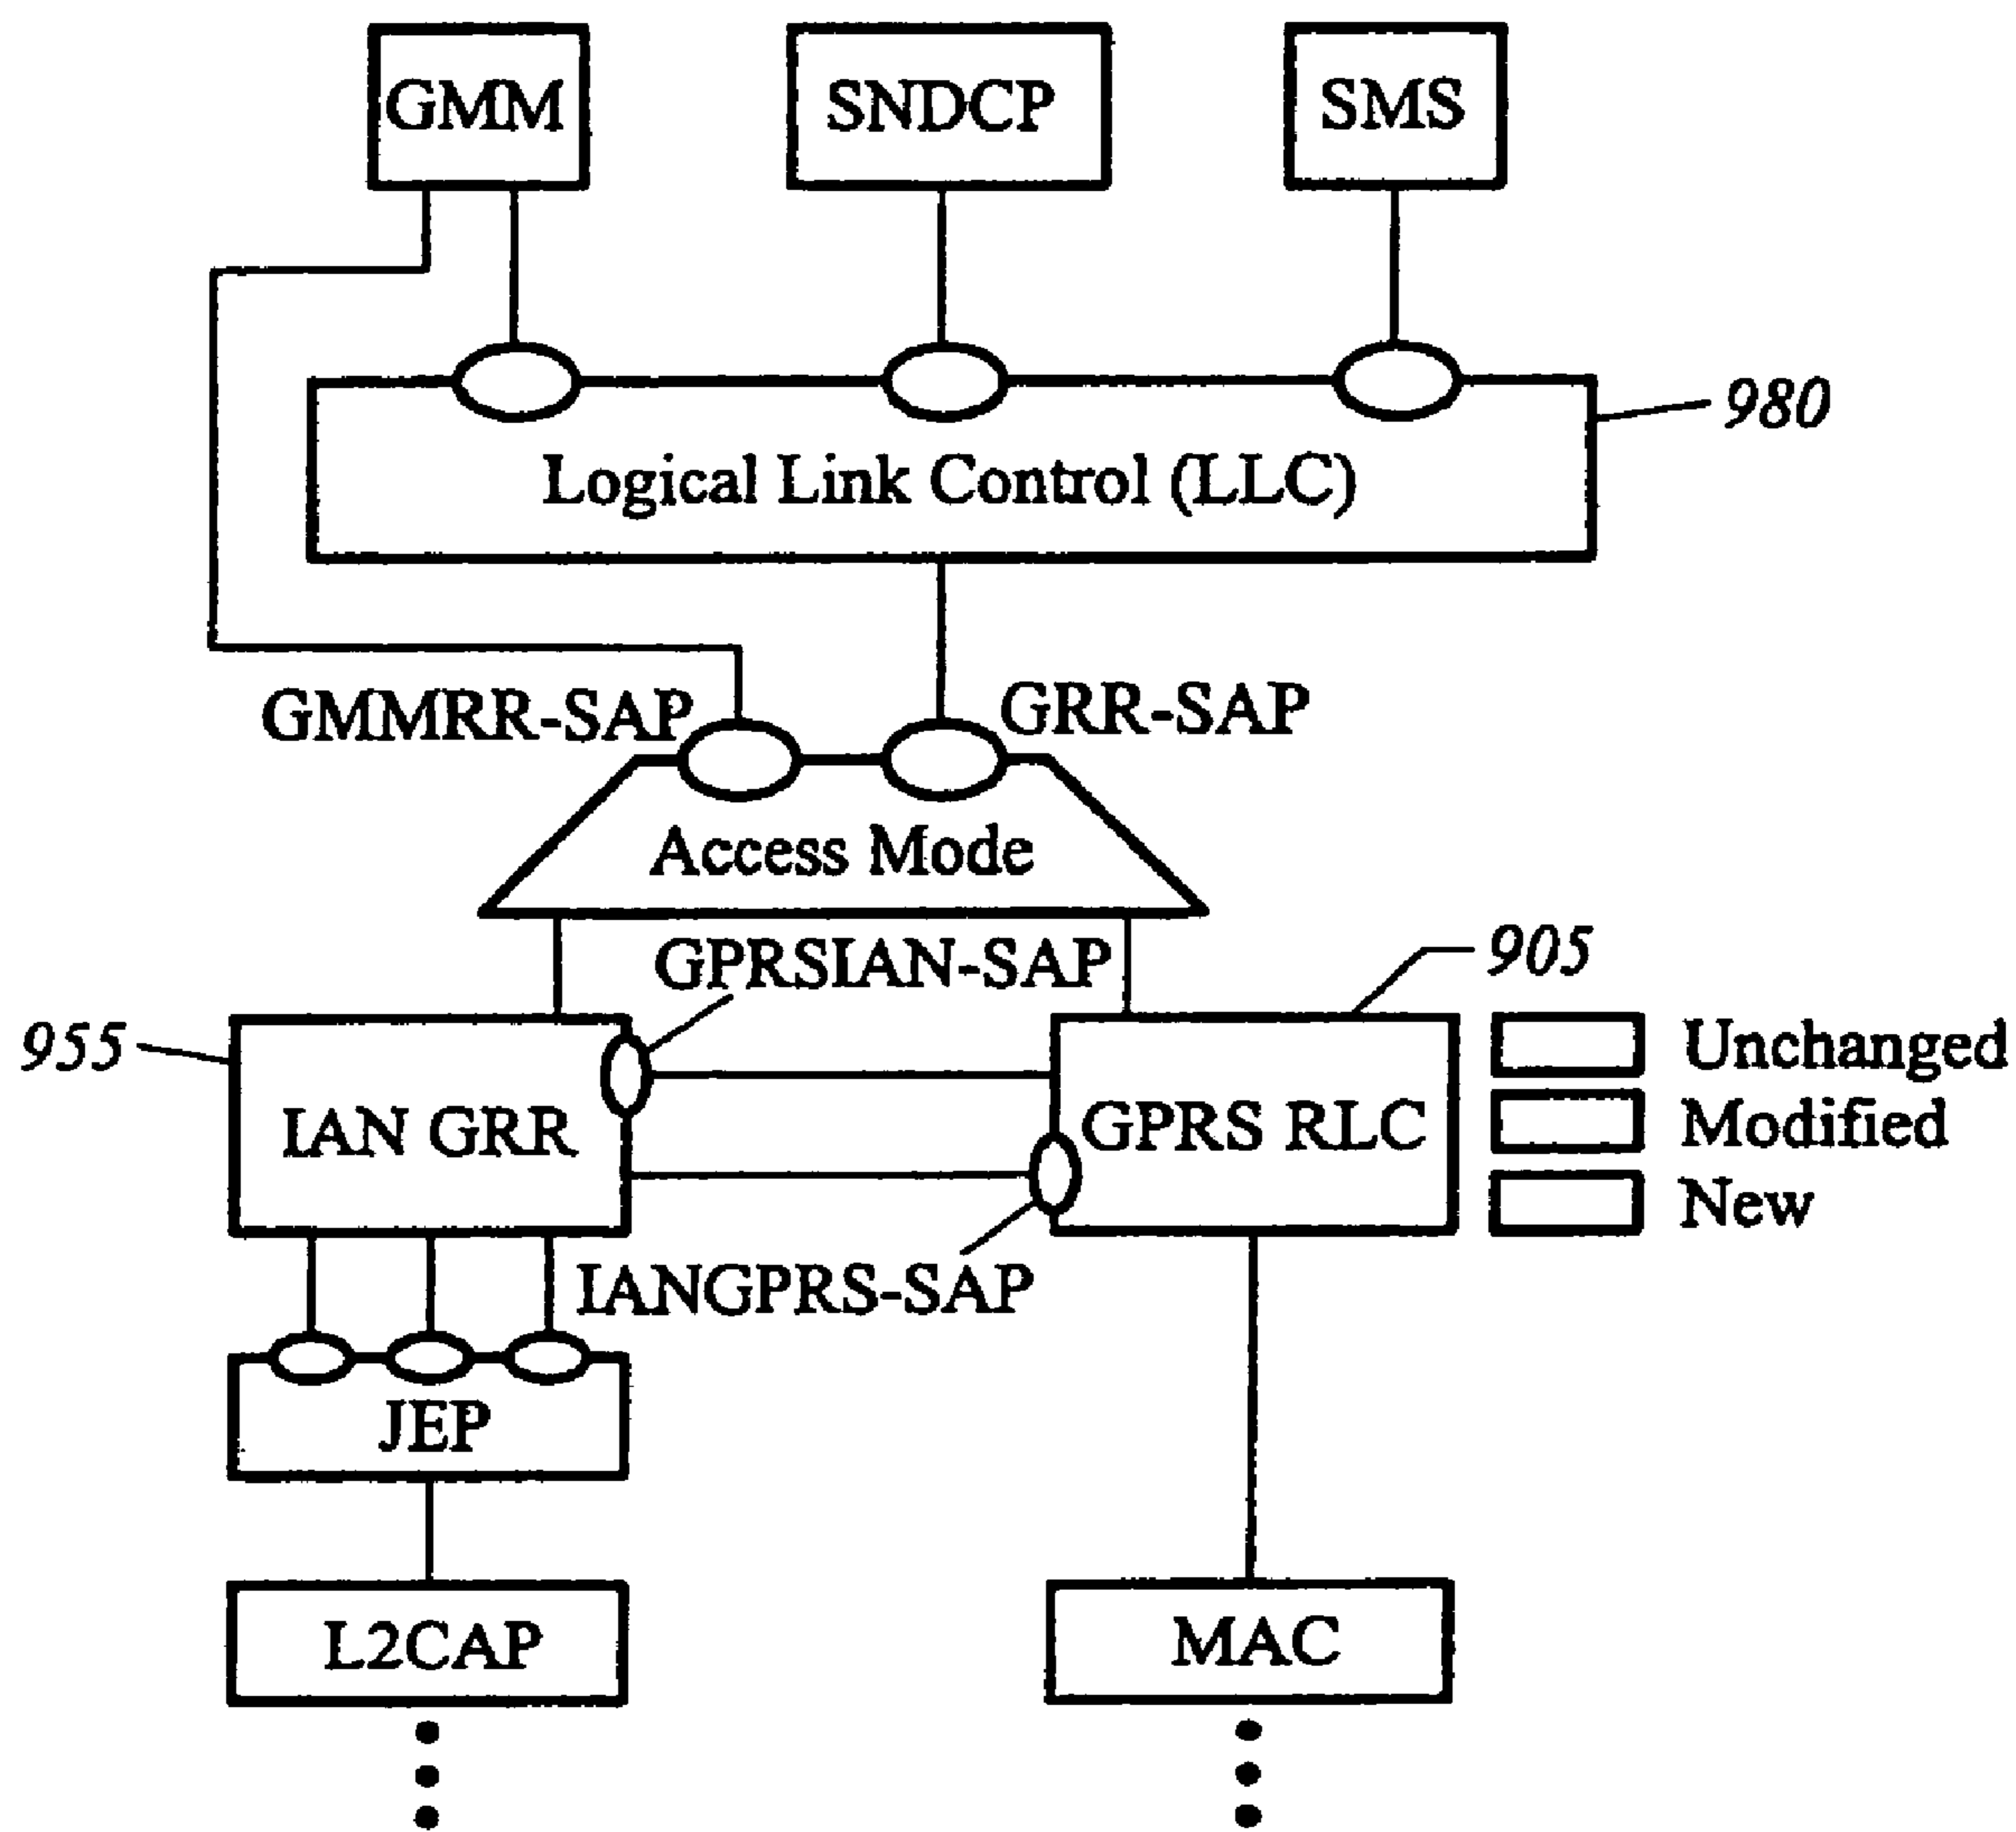 GMM
SNDCP
SMS
980
Logical Link Control (LLC)
GMMRR-SAP
GRR-SAP
Access Mode
GPRSIAN-SAP
905
955
Unchanged
IAN GRR
GPRS RLC
Modified
New
IANGPRS-SAP
JEP
L2CAP
MAC